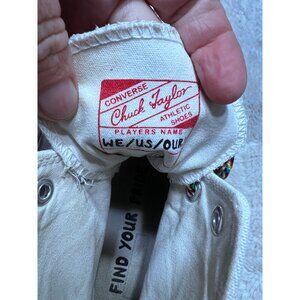 CONVERSE
Chuck Taylor
ATHLETIC
SHOES
PLAYERS NAME
WE/US/OUR
FIND YOUR